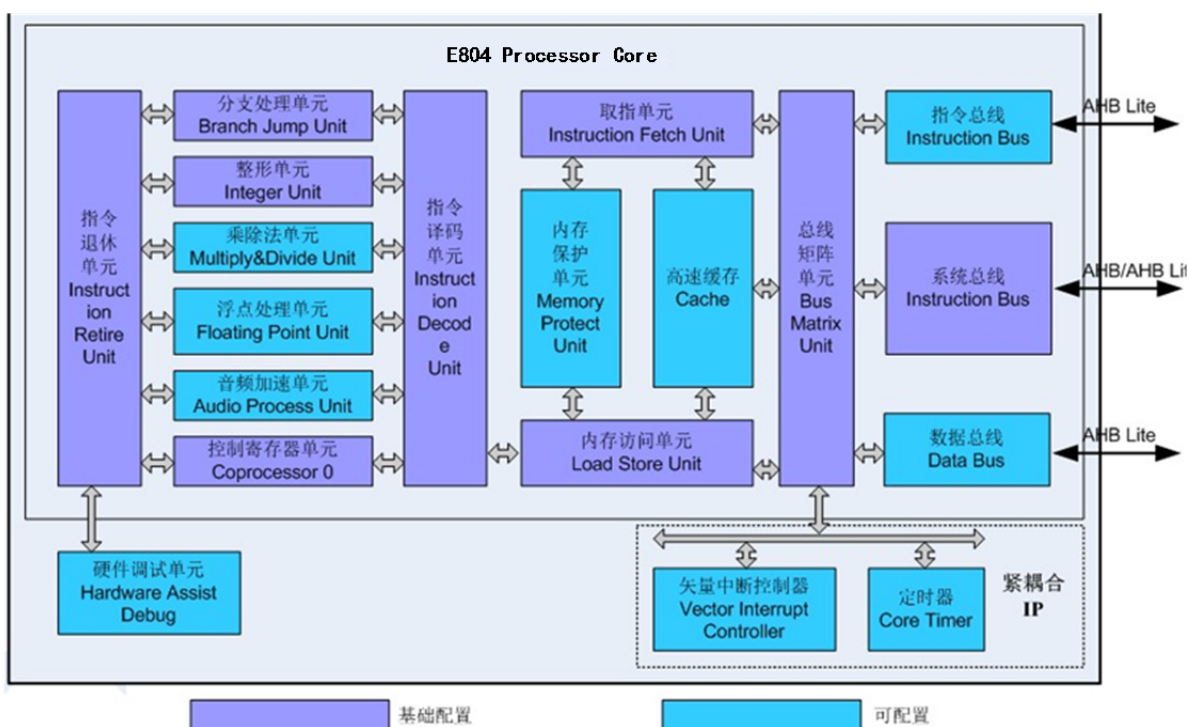 E804 Processor Core
指令
退休
单元
Instruct
ion
Retire
Unit
分支处理单元
Branch Jump Unit
整形单元
Integer Unit
乘除法单元
Multiply&Divide Unit
浮点处理单元
Floating Point Unit
音频加速单元
Audio Process Unit
控制寄存器单元
Coprocessor 0
指令
译码
单元
Instruct
ion
Decod
e
Unit
取指单元
Instruction Fetch Unit
内存
保护
单元
Memory
Protect
Unit
高速缓存
Cache
内存访问单元
Load Store Unit
总线
矩阵
单元
Bus
Matrix
Unit
指令总线
Instruction Bus
AHB Lite
系统总线
Instruction Bus
AHB/AHB Lit
数据总线
Data Bus
AHB Lite
硬件调试单元
Hardware Assist
Debug
矢量中断控制器
Vector Interrupt
Controller
定时器
Core Timer
紧耦合
IP
基础配置
可配置